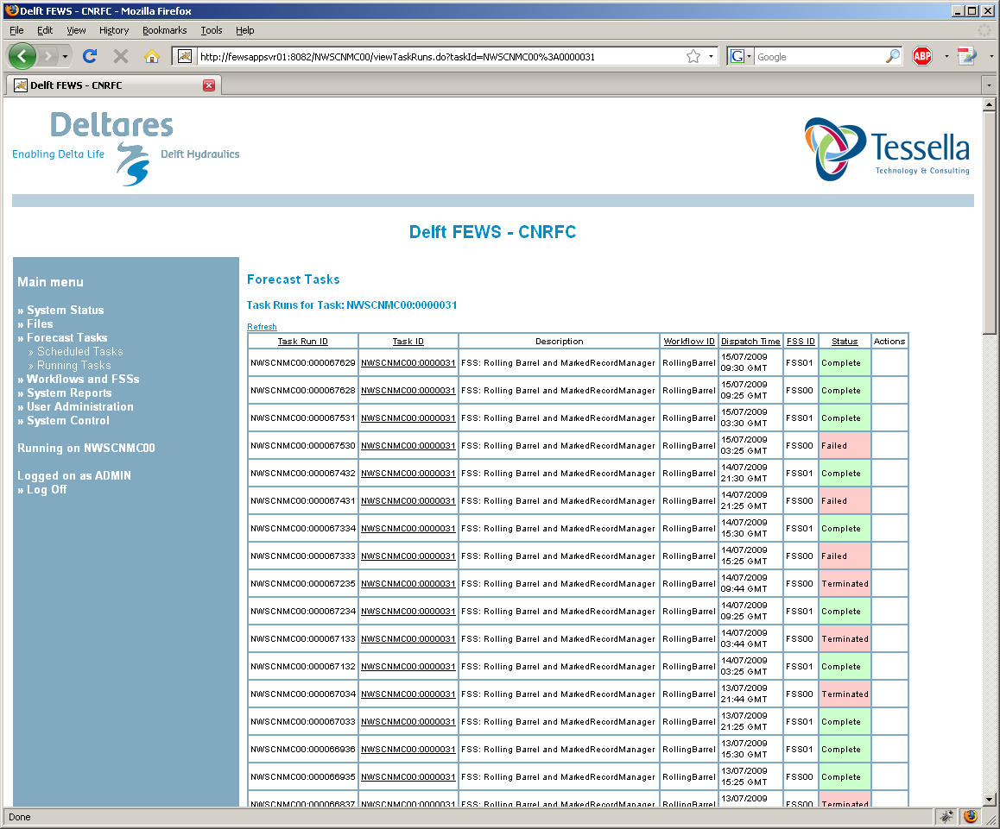 Delft FEWS - CNRFC - Mozilla Firefox
File Edit View History Bookmarks Tools Help
http://fewsappsvr01:8082/NWSCNMC00/viewTaskRuns.do?taskId=NWSCNMC00%3A0000031
G Google
ABP
Delft FEWS - CNRFC
Deltares
Enabling Delta Life Delft Hydraulics
Tessella
Technology & Consulting
Delft FEWS - CNRFC
Main menu
» System Status
» Files
» Forecast Tasks
» Scheduled Tasks
» Running Tasks
» Workflows and FSSs
» System Reports
» User Administration
» System Control
Running on NWSCNMC00
Logged on as ADMIN
» Log Off
Forecast Tasks
Task Runs for Task: NWSCNMC00:0000031
Refresh
Task Run ID Task ID Description Workflow ID Dispatch Time FSS ID Status Actions
NWSCNMC00:000067629 NWSCNMC00:0000031 FSS: Rolling Barrel and MarkedRecordManager RollingBarrel 15/07/2009 09:30 GMT FSS01 Complete
NWSCNMC00:000067628 NWSCNMC00:0000031 FSS: Rolling Barrel and MarkedRecordManager RollingBarrel 15/07/2009 09:25 GMT FSS00 Complete
NWSCNMC00:000067531 NWSCNMC00:0000031 FSS: Rolling Barrel and MarkedRecordManager RollingBarrel 15/07/2009 03:30 GMT FSS01 Complete
NWSCNMC00:000067530 NWSCNMC00:0000031 FSS: Rolling Barrel and MarkedRecordManager RollingBarrel 15/07/2009 03:25 GMT FSS00 Failed
NWSCNMC00:000067432 NWSCNMC00:0000031 FSS: Rolling Barrel and MarkedRecordManager RollingBarrel 14/07/2009 21:30 GMT FSS01 Complete
NWSCNMC00:000067431 NWSCNMC00:0000031 FSS: Rolling Barrel and MarkedRecordManager RollingBarrel 14/07/2009 21:25 GMT FSS00 Failed
NWSCNMC00:000067334 NWSCNMC00:0000031 FSS: Rolling Barrel and MarkedRecordManager RollingBarrel 14/07/2009 15:30 GMT FSS01 Complete
NWSCNMC00:000067333 NWSCNMC00:0000031 FSS: Rolling Barrel and MarkedRecordManager RollingBarrel 14/07/2009 15:25 GMT FSS00 Failed
NWSCNMC00:000067235 NWSCNMC00:0000031 FSS: Rolling Barrel and MarkedRecordManager RollingBarrel 14/07/2009 09:44 GMT FSS00 Terminated
NWSCNMC00:000067234 NWSCNMC00:0000031 FSS: Rolling Barrel and MarkedRecordManager RollingBarrel 14/07/2009 09:25 GMT FSS01 Complete
NWSCNMC00:000067133 NWSCNMC00:0000031 FSS: Rolling Barrel and MarkedRecordManager RollingBarrel 14/07/2009 03:44 GMT FSS00 Terminated
NWSCNMC00:000067132 NWSCNMC00:0000031 FSS: Rolling Barrel and MarkedRecordManager RollingBarrel 14/07/2009 03:25 GMT FSS01 Complete
NWSCNMC00:000067034 NWSCNMC00:0000031 FSS: Rolling Barrel and MarkedRecordManager RollingBarrel 13/07/2009 21:44 GMT FSS00 Terminated
NWSCNMC00:000067033 NWSCNMC00:0000031 FSS: Rolling Barrel and MarkedRecordManager RollingBarrel 13/07/2009 21:25 GMT FSS01 Complete
NWSCNMC00:000066936 NWSCNMC00:0000031 FSS: Rolling Barrel and MarkedRecordManager RollingBarrel 13/07/2009 15:30 GMT FSS01 Complete
NWSCNMC00:000066935 NWSCNMC00:0000031 FSS: Rolling Barrel and MarkedRecordManager RollingBarrel 13/07/2009 15:25 GMT FSS00 Complete
NWSCNMC00:000066837 NWSCNMC00:0000031 FSS: Rolling Barrel and MarkedRecordManager RollingBarrel 13/07/2009 FSS00 Terminated
Done